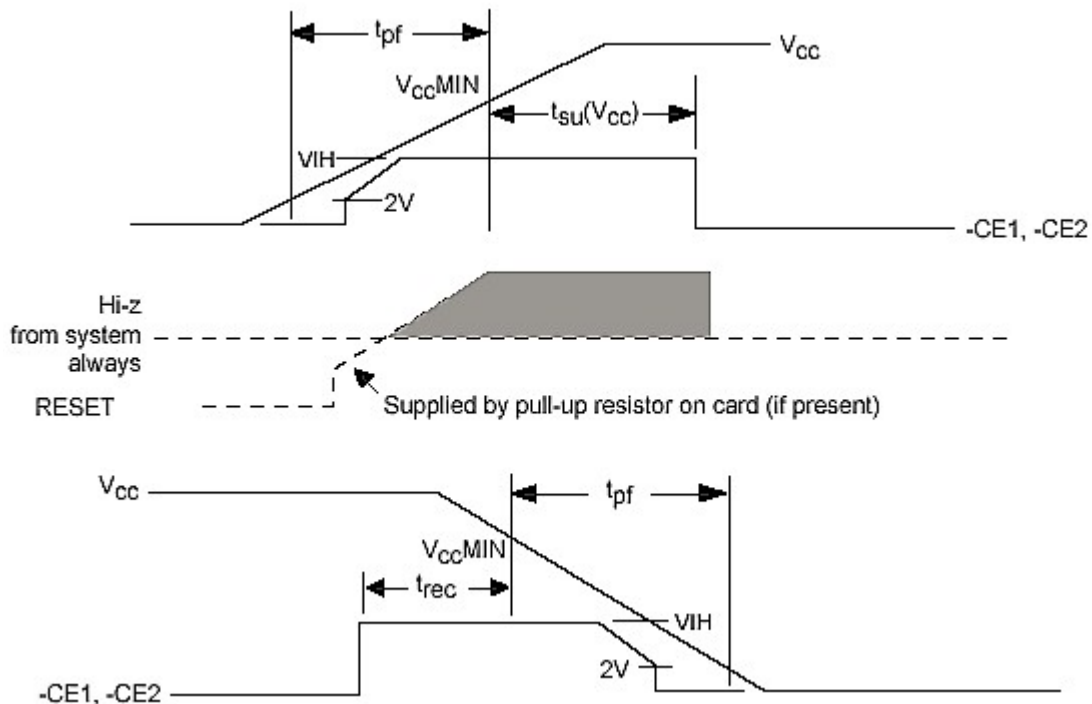 tpf
Vcc
VccMIN
tsu(Vcc)
VIH
2V
-CE1, -CE2
Hi-z
from system
always
RESET
Supplied by pull-up resistor on card (if present)
Vcc
tpf
VccMIN
trec
VIH
2V
-CE1, -CE2